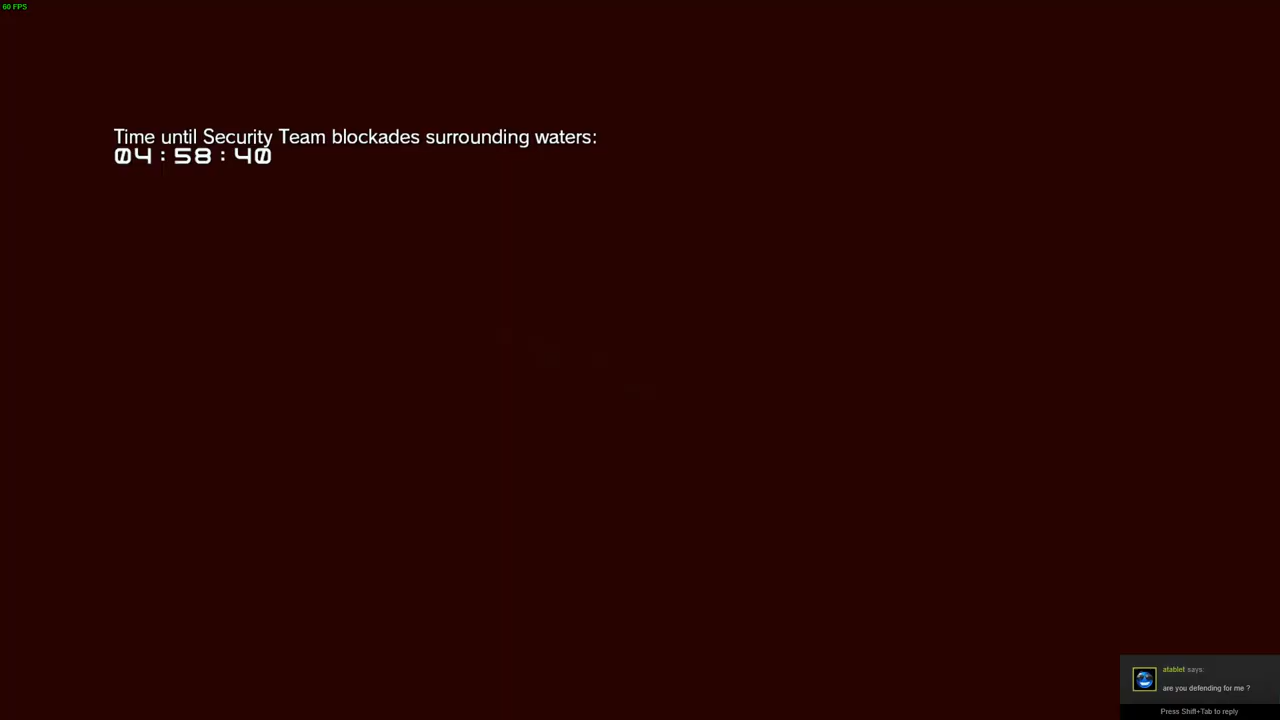 60 FPS
Time until Security Team blockades surrounding waters:
04:58:40
atablet says:
are you defending for me ?
Press Shift+Tab to reply